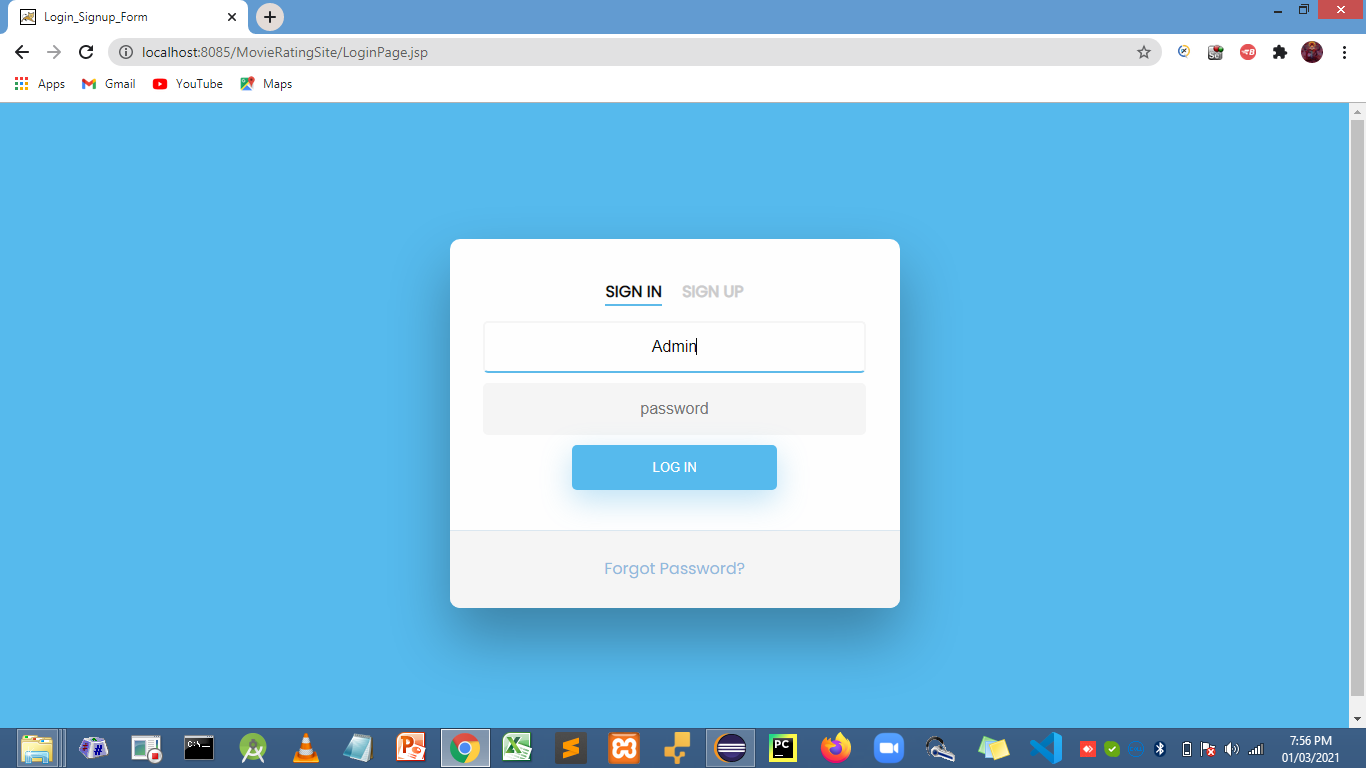 Login_Signup_Form
localhost:8085/MovieRatingSite/LoginPage.jsp
Apps Gmail YouTube Maps
SIGN IN SIGN UP
Admin
password
LOG IN
Forgot Password?
7:56 PM
01/03/2021